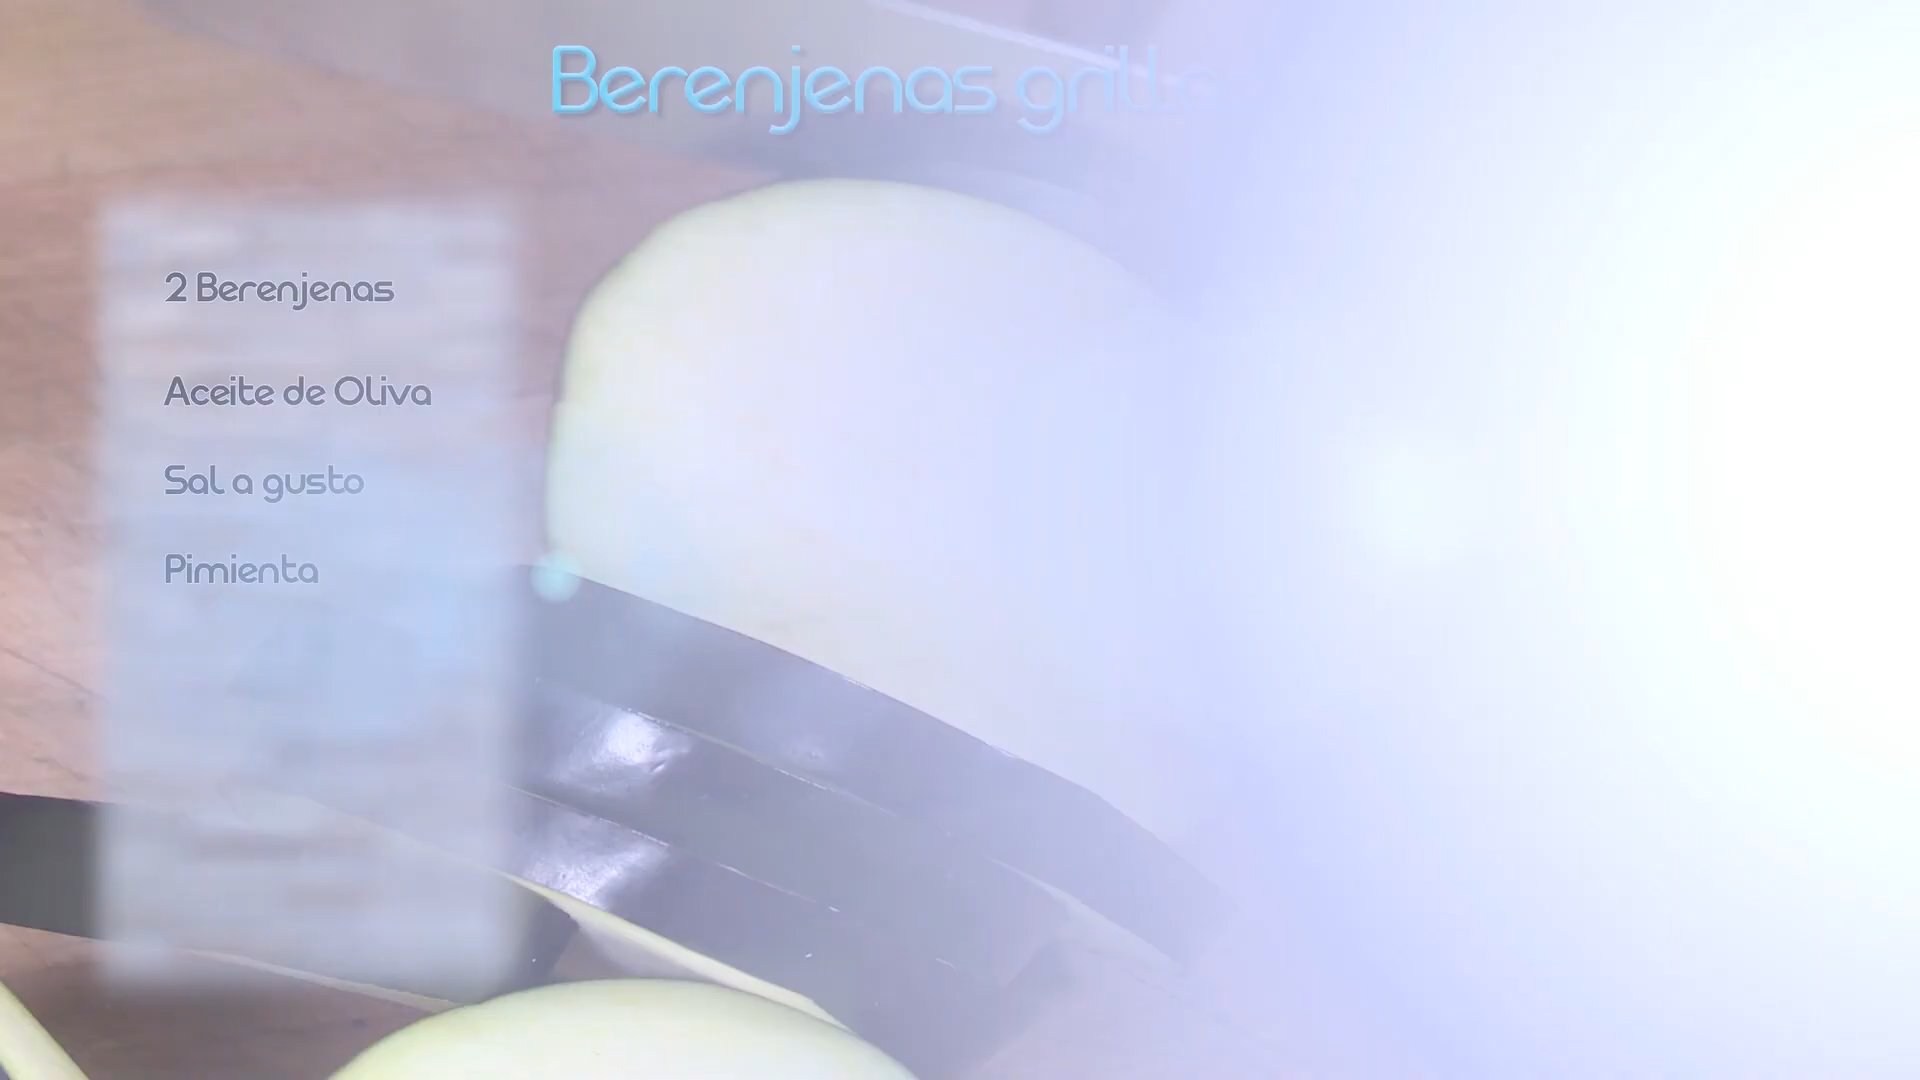 Berenjenas
2 Berenjenas
Aceite de Oliva
Sal a gusto
Pimienta